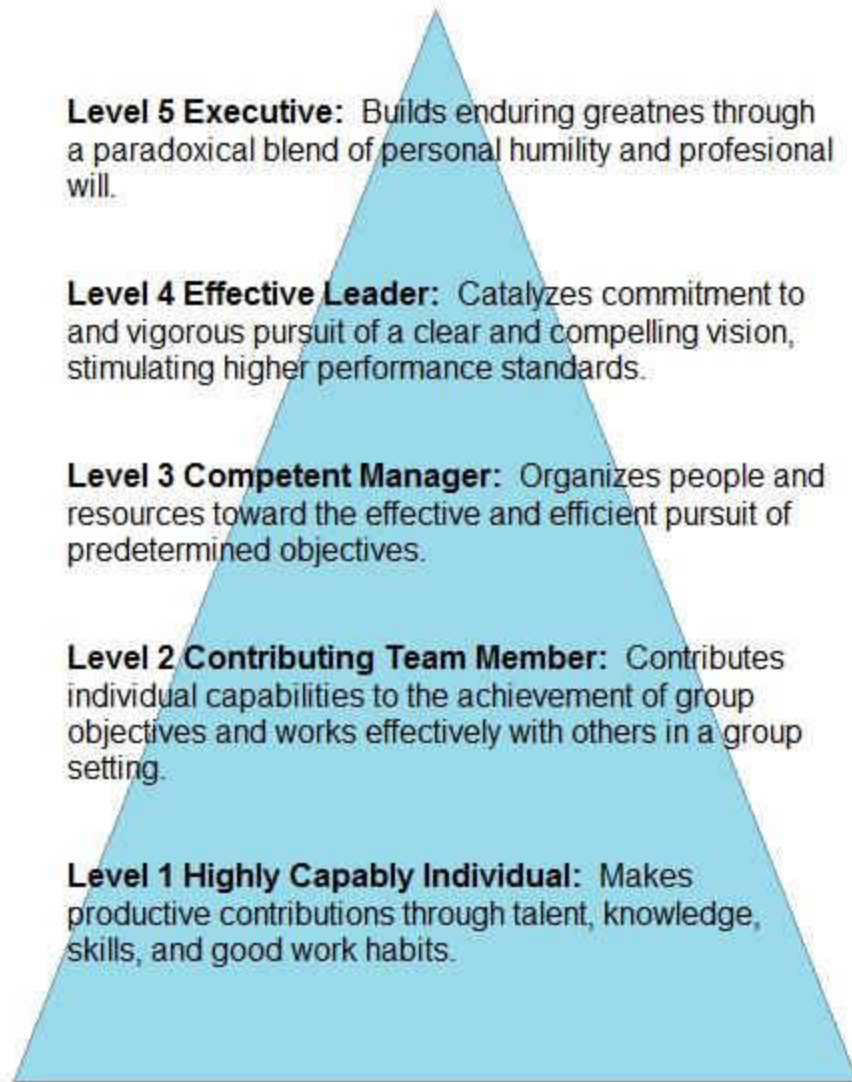 Level 5 Executive: Builds enduring greatnes through
a paradoxical blend of personal humility and profesional
will.
Level 4 Effective Leader: Catalyzes commitment to
and vigorous pursuit of a clear and compelling vision,
stimulating higher performance standards.
Level 3 Competent Manager: Organizes people and
resources toward the effective and efficient pursuit of
predetermined objectives.
Level 2 Contributing Team Member: Contributes
individual capabilities to the achievement of group
objectives and works effectively with others in a group
setting.
Level 1 Highly Capably Individual: Makes
productive contributions through talent, knowledge,
skills, and good work habits.